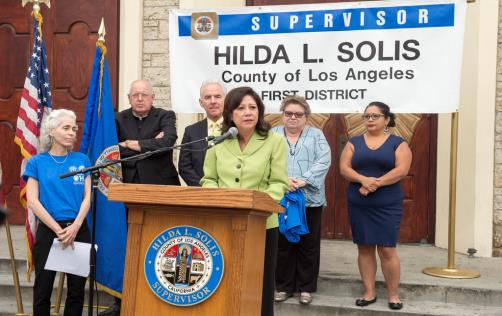 SUPERVISOR
HILDA L. SOLIS
County of Los Angeles
FIRST DISTRICT
HILDA L. SOLIS
COUNTY OF LOS ANGELES
CALIFORNIA
SUPERVISOR